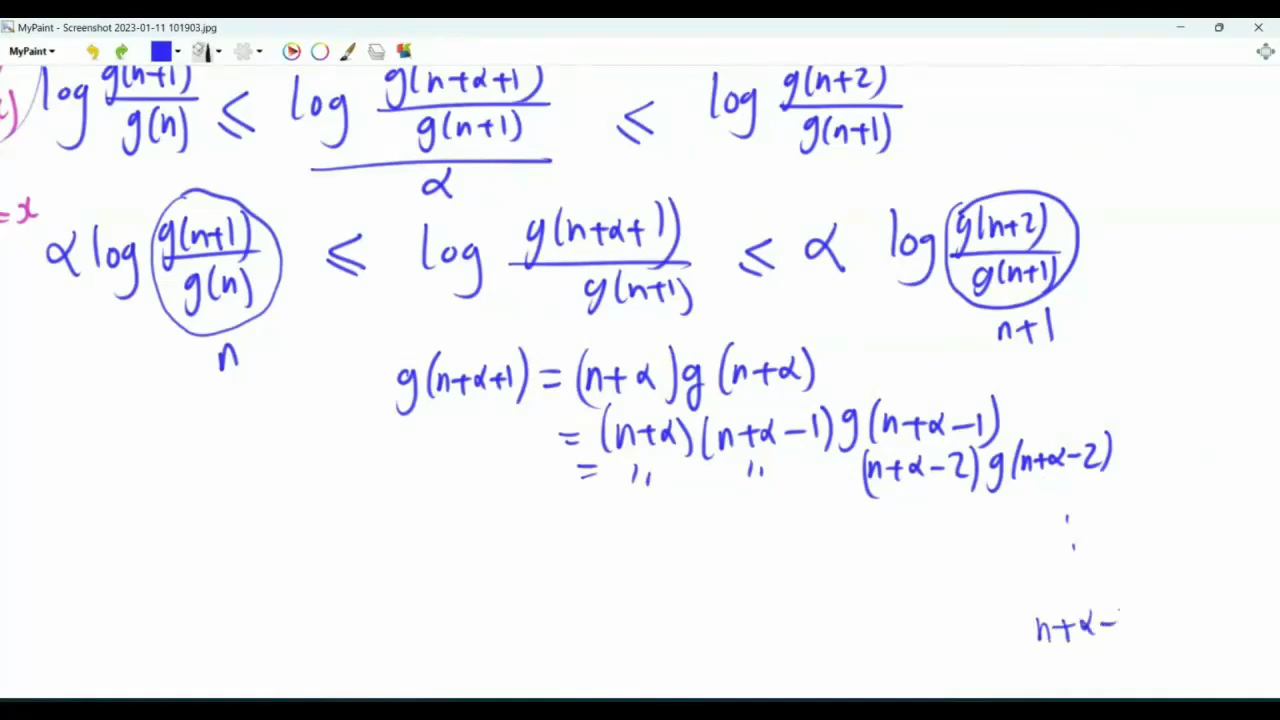 MyPaint - Screenshot 2023-01-11 101903.jpg
MyPaint
log g(n+1)/g(n) ⩽ log g(n+α+1)/g(n+1) / α ⩽ log g(n+2)/g(n+1)
=x
α log g(n+1)/g(n) ⩽ log g(n+α+1)/g(n+1) ⩽ α log g(n+2)/g(n+1)
n
n+1
g(n+α+1) = (n+α)g(n+α)
= (n+α)(n+α-1)g(n+α-1)
= ,, ,, (n+α-2)g(n+α-2)
⋮
n+α-